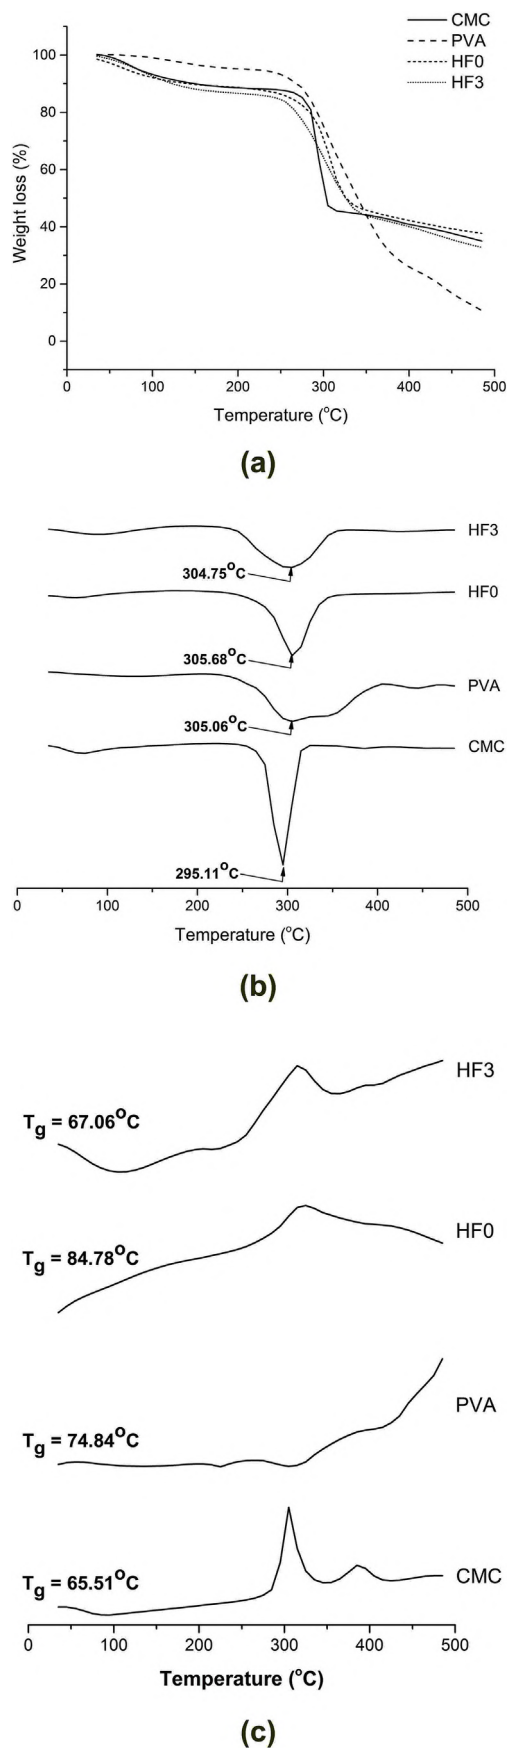 CMC
PVA
HF0
HF3
100
80
60
40
20
0
Weight loss (%)
0 100 200 300 400 500
Temperature (°C)
(a)
HF3
304.75°C
HF0
305.68°C
PVA
305.06°C
CMC
295.11°C
0 100 200 300 400 500
Temperature (°C)
(b)
HF3
Tg = 67.06°C
HF0
Tg = 84.78°C
PVA
Tg = 74.84°C
CMC
Tg = 65.51°C
0 100 200 300 400 500
Temperature (°C)
(c)